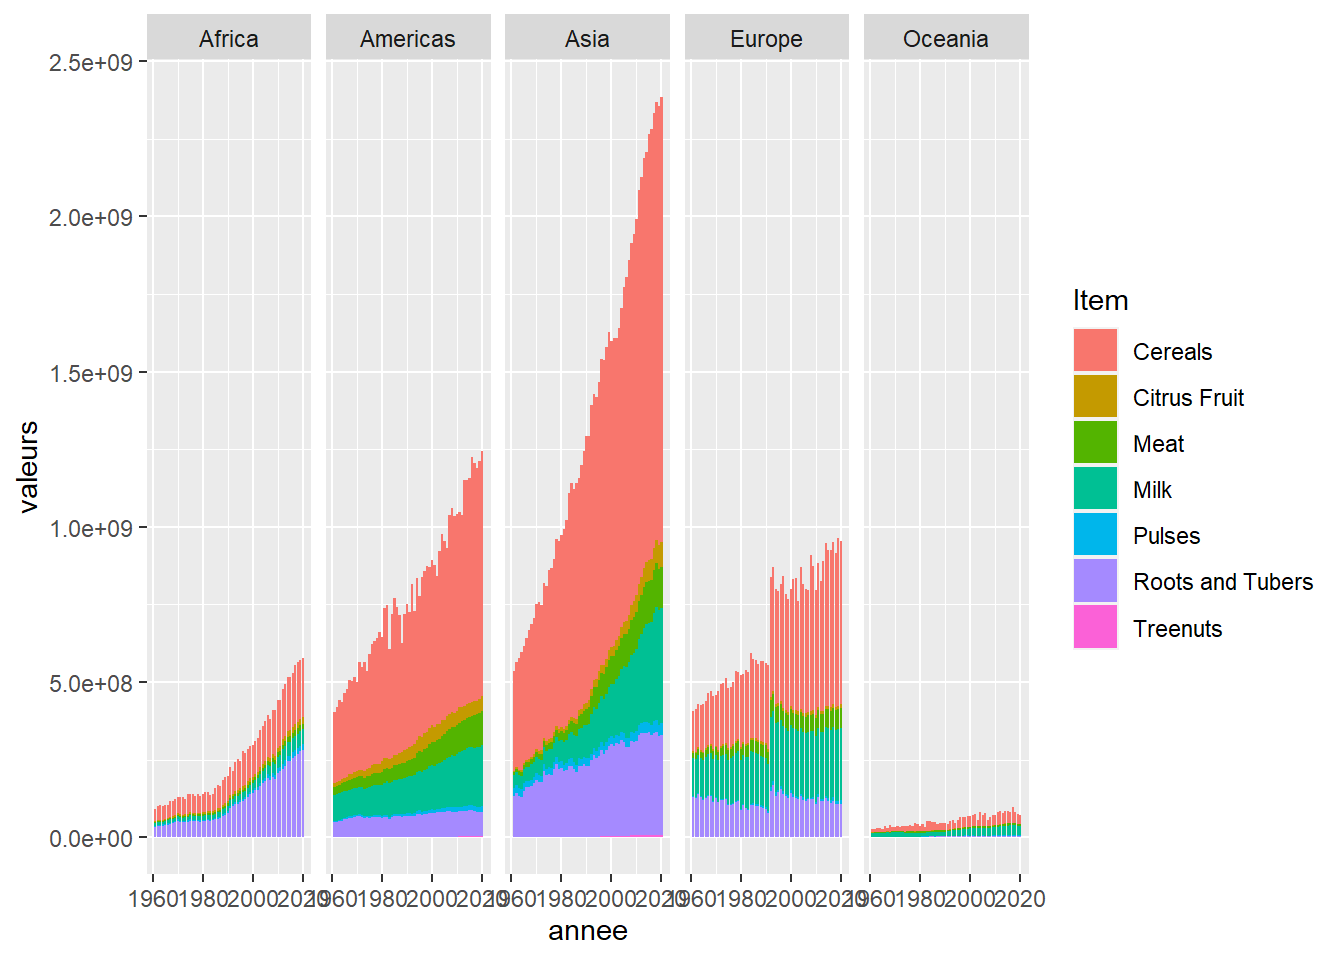 Africa
Americas
Asia
Europe
Oceania
2.5e+09
2.0e+09
1.5e+09
1.0e+09
5.0e+08
0.0e+00
valeurs
1960 1980 2000 2020
1960 1980 2000 2020
1960 1980 2000 2020
1960 1980 2000 2020
1960 1980 2000 2020
annee
Item
Cereals
Citrus Fruit
Meat
Milk
Pulses
Roots and Tubers
Treenuts